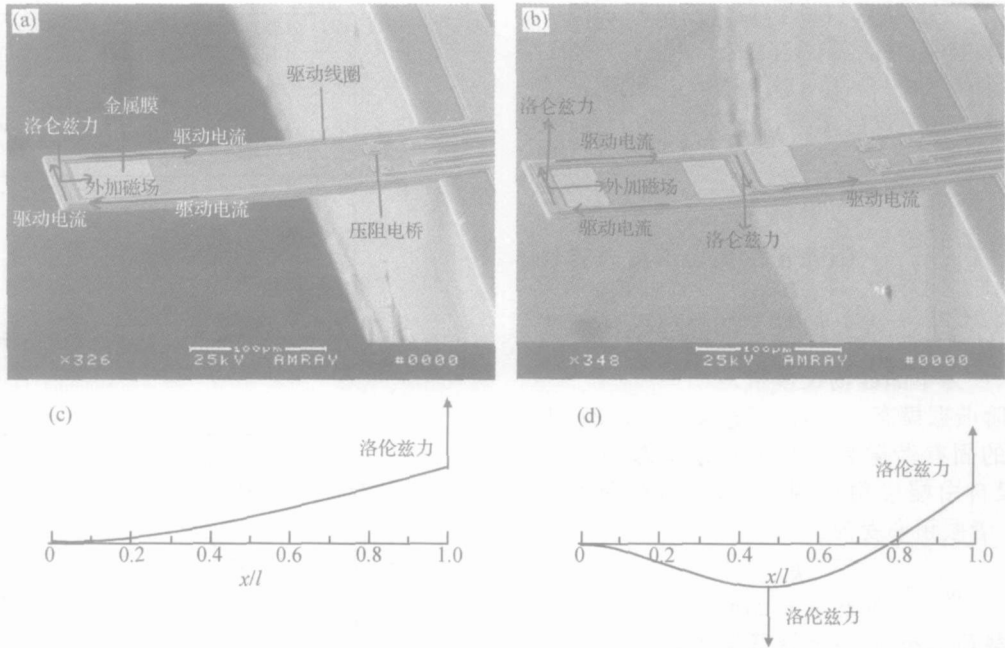 (a)
驱动线圈
金属膜
洛仑兹力
驱动电流
外加磁场
驱动电流
驱动电流
压阻电桥
×326
100μm
25kV AMRAY
#0000
(b)
洛仑兹力
驱动电流
外加磁场
驱动电流
驱动电流
洛仑兹力
×348
100μm
25kV AMRAY
#0000
(c)
洛伦兹力
0 0.2 0.4 0.6 0.8 1.0
x/l
(d)
洛伦兹力
0 0.2 0.4 0.6 0.8 1.0
x/l
洛伦兹力